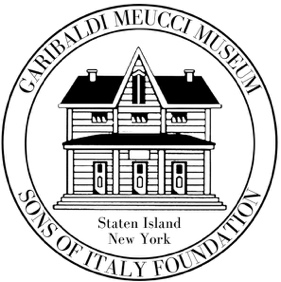 GARIBALDI MEUCCI MUSEUM
Staten Island
New York
SONS OF ITALY FOUNDATION